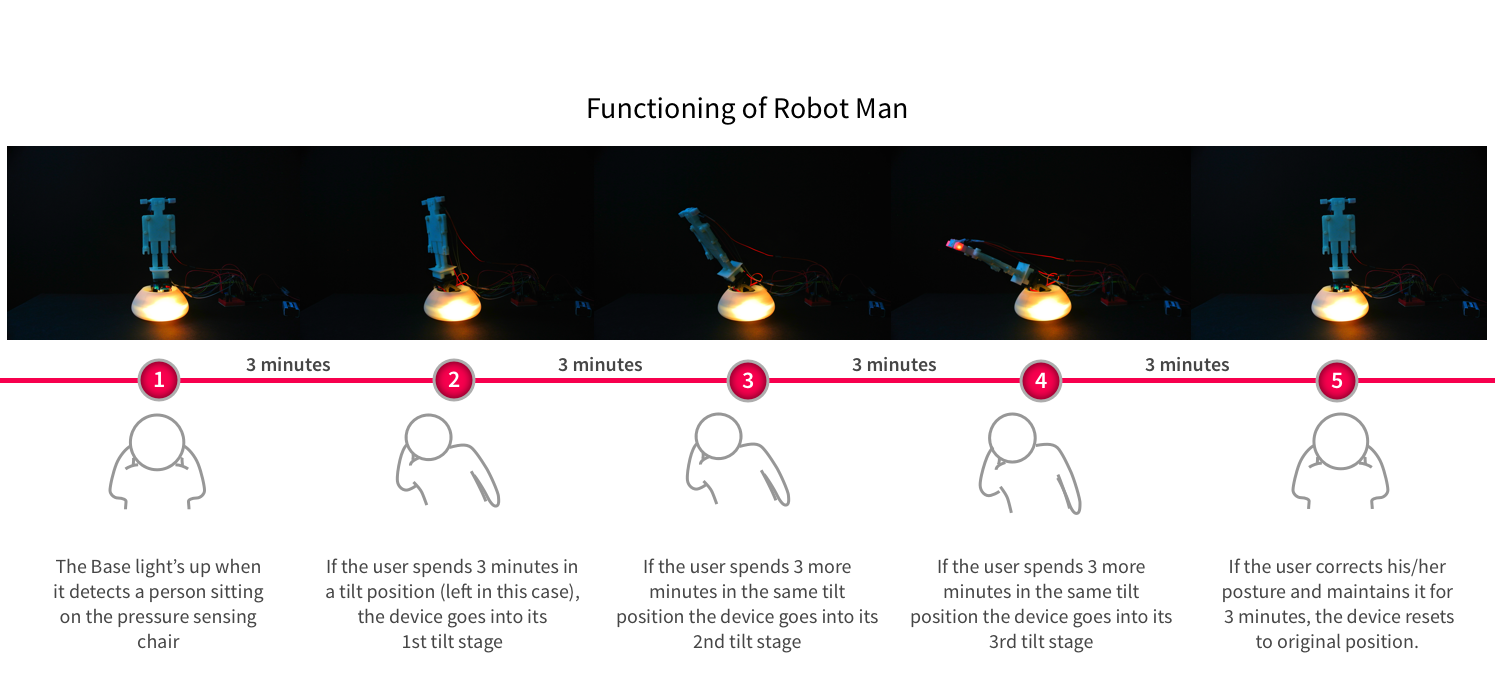 Functioning of Robot Man
3 minutes
3 minutes
3 minutes
3 minutes
1
2
3
4
5
The Base light’s up when
it detects a person sitting
on the pressure sensing
chair
If the user spends 3 minutes in
a tilt position (left in this case),
the device goes into its
1st tilt stage
If the user spends 3 more
minutes in the same tilt
position the device goes into its
2nd tilt stage
If the user spends 3 more
minutes in the same tilt
position the device goes into its
3rd tilt stage
If the user corrects his/her
posture and maintains it for
3 minutes, the device resets
to original position.